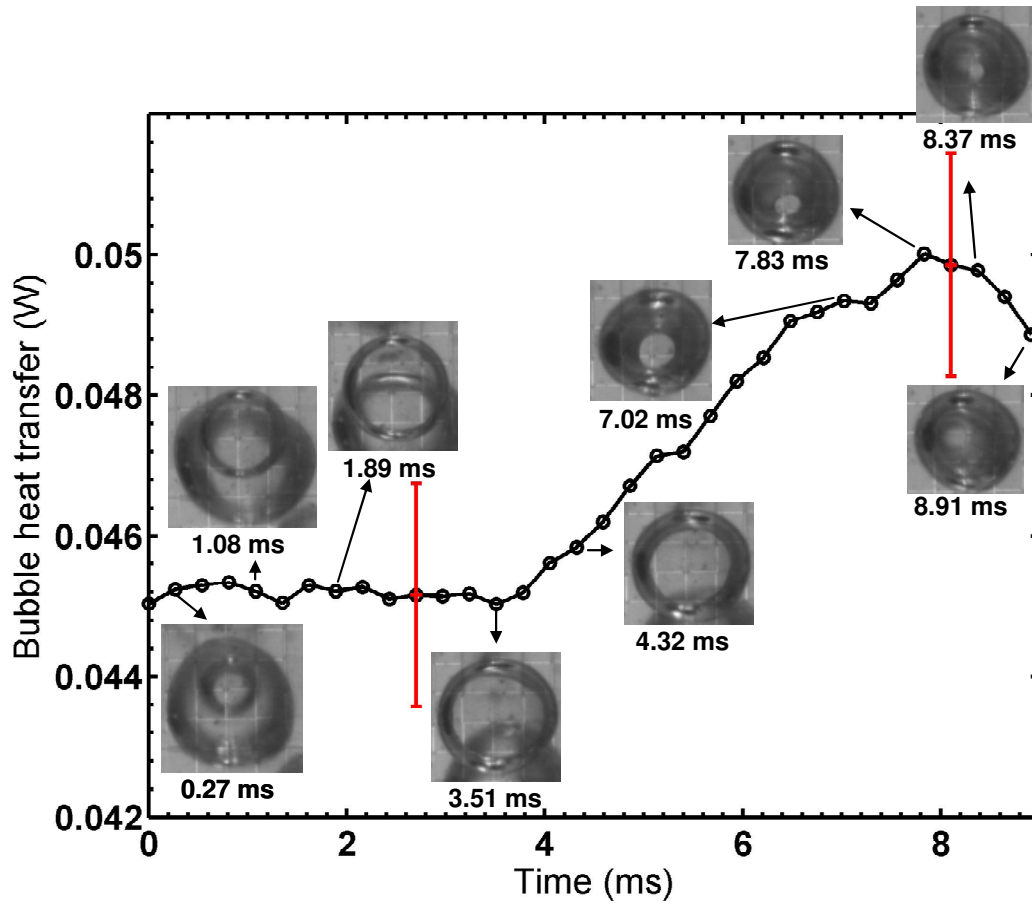 8.37 ms
7.83 ms
0.05
7.02 ms
0.048
1.89 ms
1.08 ms
8.91 ms
0.046
4.32 ms
0.044
0.27 ms
3.51 ms
0.042
0 2 4 6 8
Time (ms)
Bubble heat transfer (W)